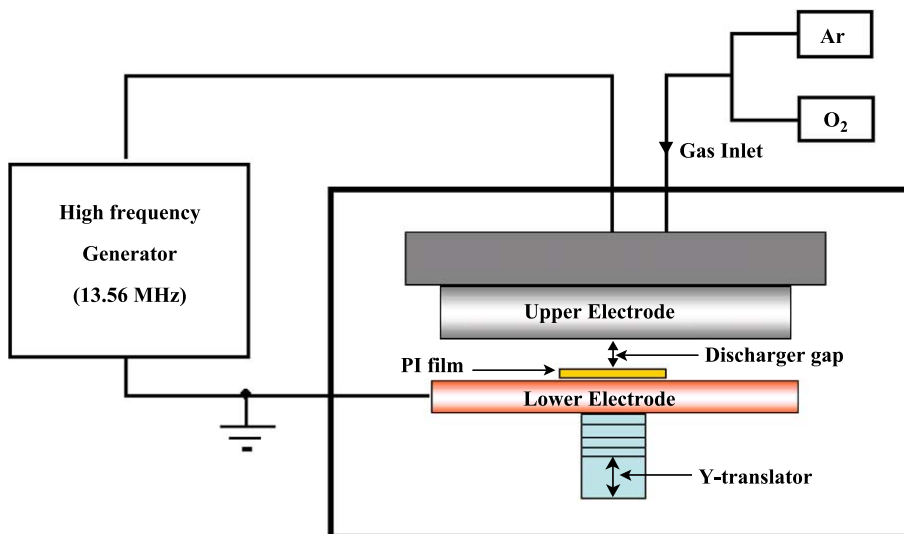 Ar
O2
Gas Inlet
High frequency
Generator
(13.56 MHz)
Upper Electrode
Discharger gap
PI film
Lower Electrode
Y-translator